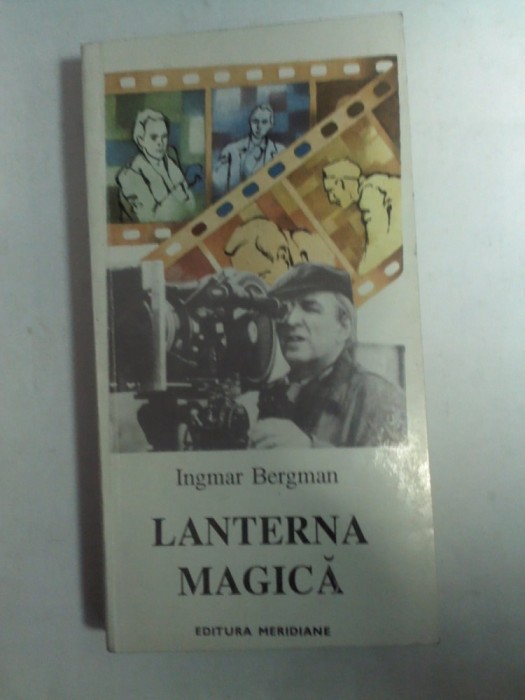 Ingmar Bergman
LANTERNA
MAGICĂ
EDITURA MERIDIANE